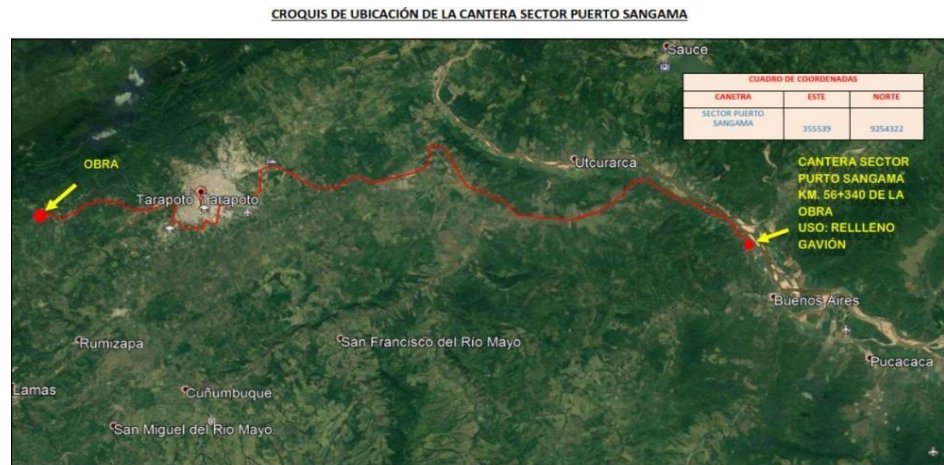 CROQUIS DE UBICACIÓN DE LA CANTERA SECTOR PUERTO SANGAMA
Sauce
CUADRO DE COORDENADAS
CANETRA ESTE NORTE
SECTOR PUERTO
SANGAMA 355539 9254322
OBRA
Utcurarca
CANTERA SECTOR
PURTO SANGAMA
KM. 56+340 DE LA
OBRA
USO: RELLLENO
GAVIÓN
Tarapoto Tarapoto
Buenos Aires
Rumizapa
San Francisco del Río Mayo
Pucacaca
Lamas
Cuñumbuque
San Miguel del Rio Mayo